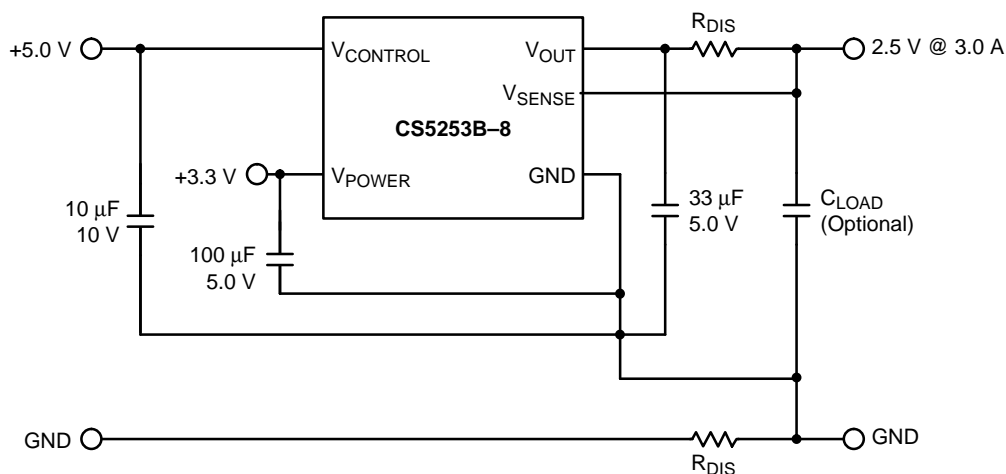 +5.0 V
VCONTROL
VOUT
RDIS
2.5 V @ 3.0 A
VSENSE
CS5253B–8
+3.3 V
VPOWER
GND
10 μF
10 V
100 μF
5.0 V
33 μF
5.0 V
CLOAD
(Optional)
GND
RDIS
GND